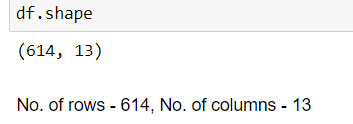 df.shape
(614, 13)
No. of rows - 614, No. of columns - 13